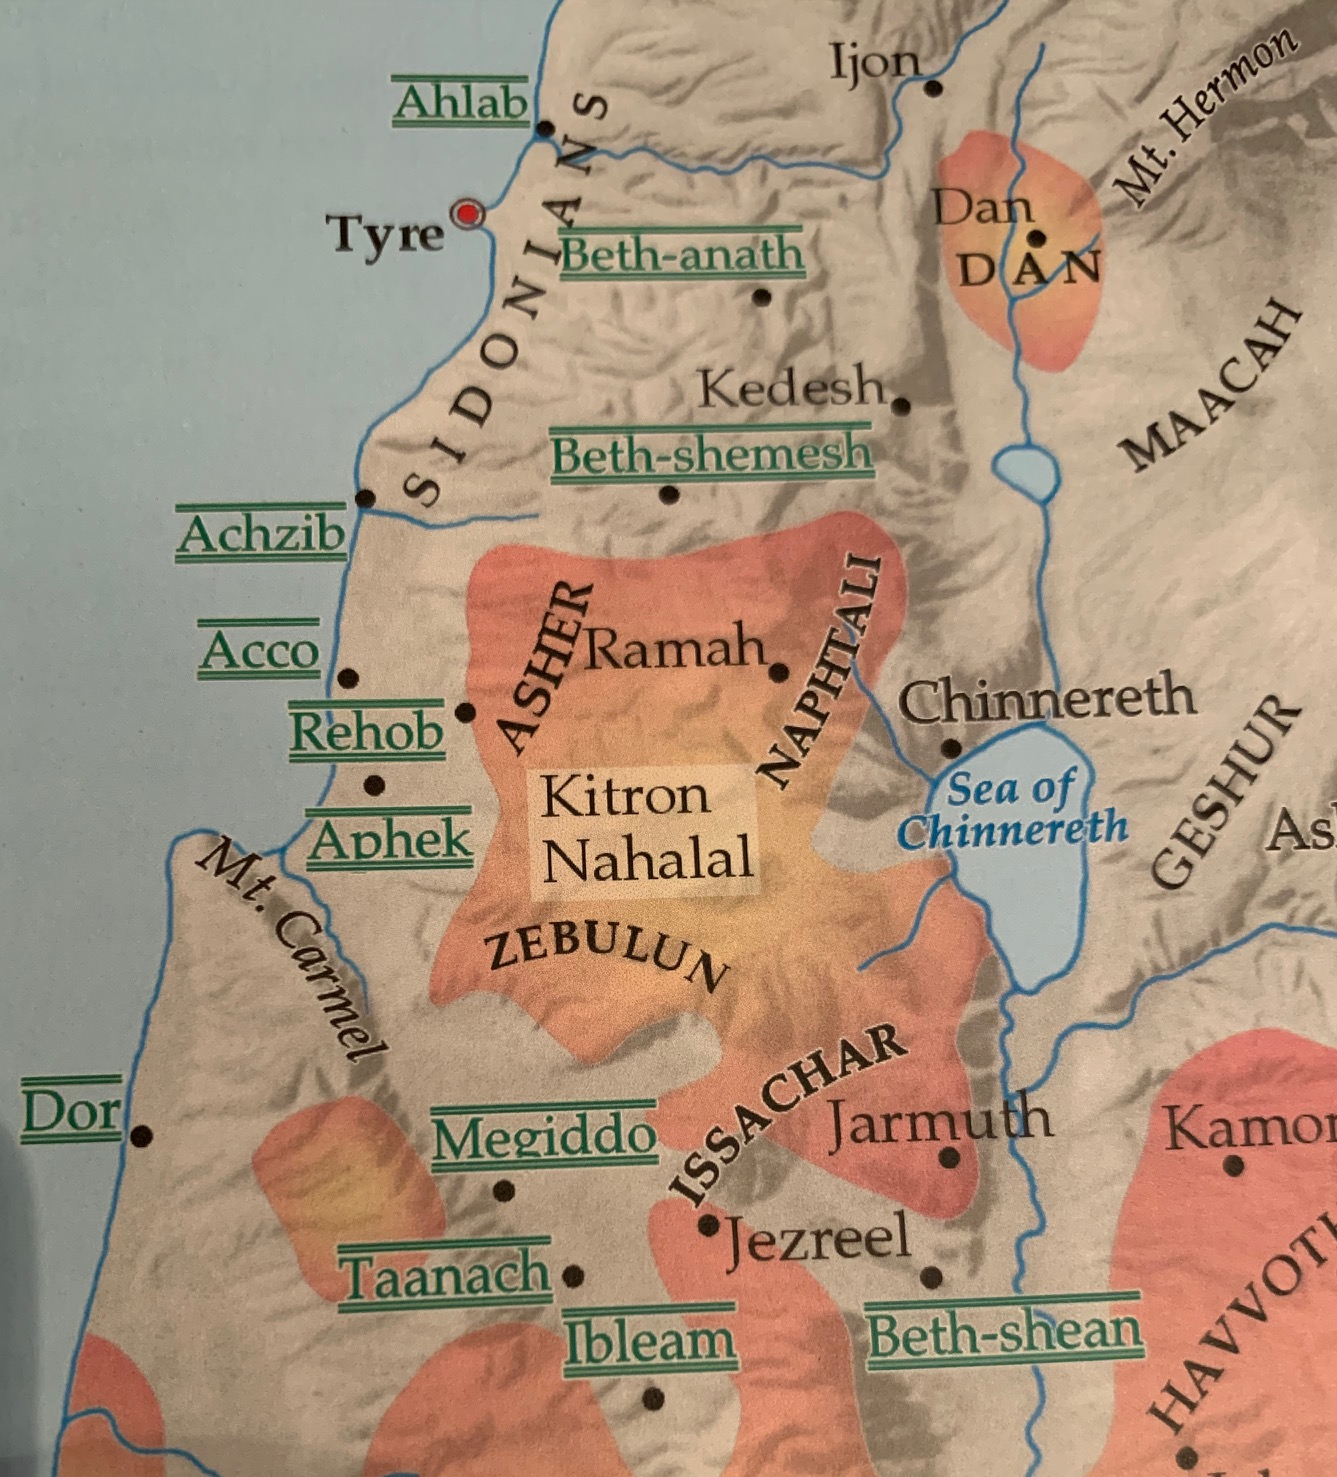 Ijon
Mt. Hermon
Ahlab
SIDONIANS
Tyre
Dan
DAN
Beth-anath
MAACAH
Kedesh
Beth-shemesh
Achzib
ASHER
NAPHTALI
Acco
Ramah
Chinnereth
Rehob
GESHUR
Kitron
Nahalal
Sea of
Chinnereth
Aphek
Mt. Carmel
ZEBULUN
ISSACHAR
Dor
Megiddo
Jarmuth
Jezreel
Taanach
Ibleam
Beth-shean